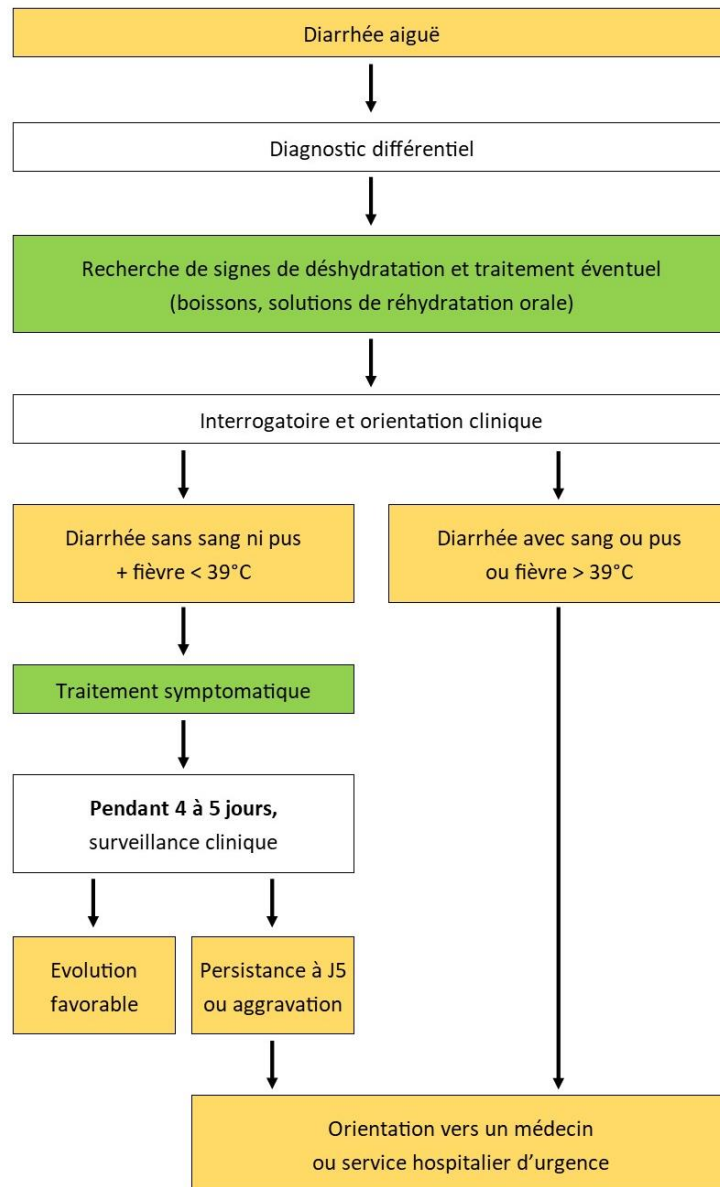 Diarrhée aiguë
Diagnostic différentiel
Recherche de signes de déshydratation et traitement éventuel
(boissons, solutions de réhydratation orale)
Interrogatoire et orientation clinique
Diarrhée sans sang ni pus
+ fièvre < 39°C
Diarrhée avec sang ou pus
ou fièvre > 39°C
Traitement symptomatique
Pendant 4 à 5 jours,
surveillance clinique
Evolution
favorable
Persistance à J5
ou aggravation
Orientation vers un médecin
ou service hospitalier d’urgence